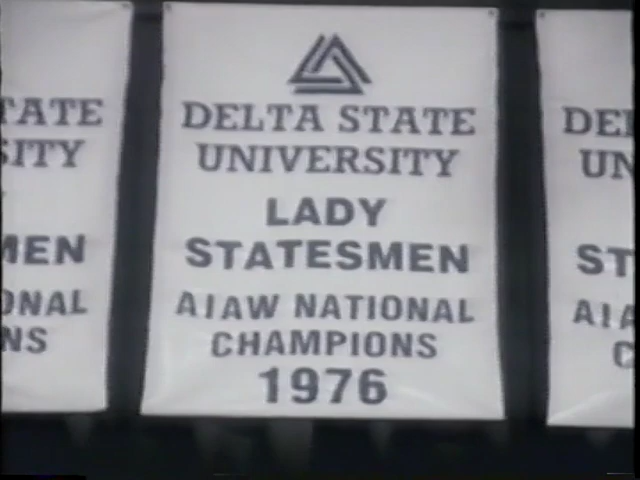 DELTA STATE
UNIVERSITY
LADY
STATESMEN
AIAW NATIONAL
CHAMPIONS
1976